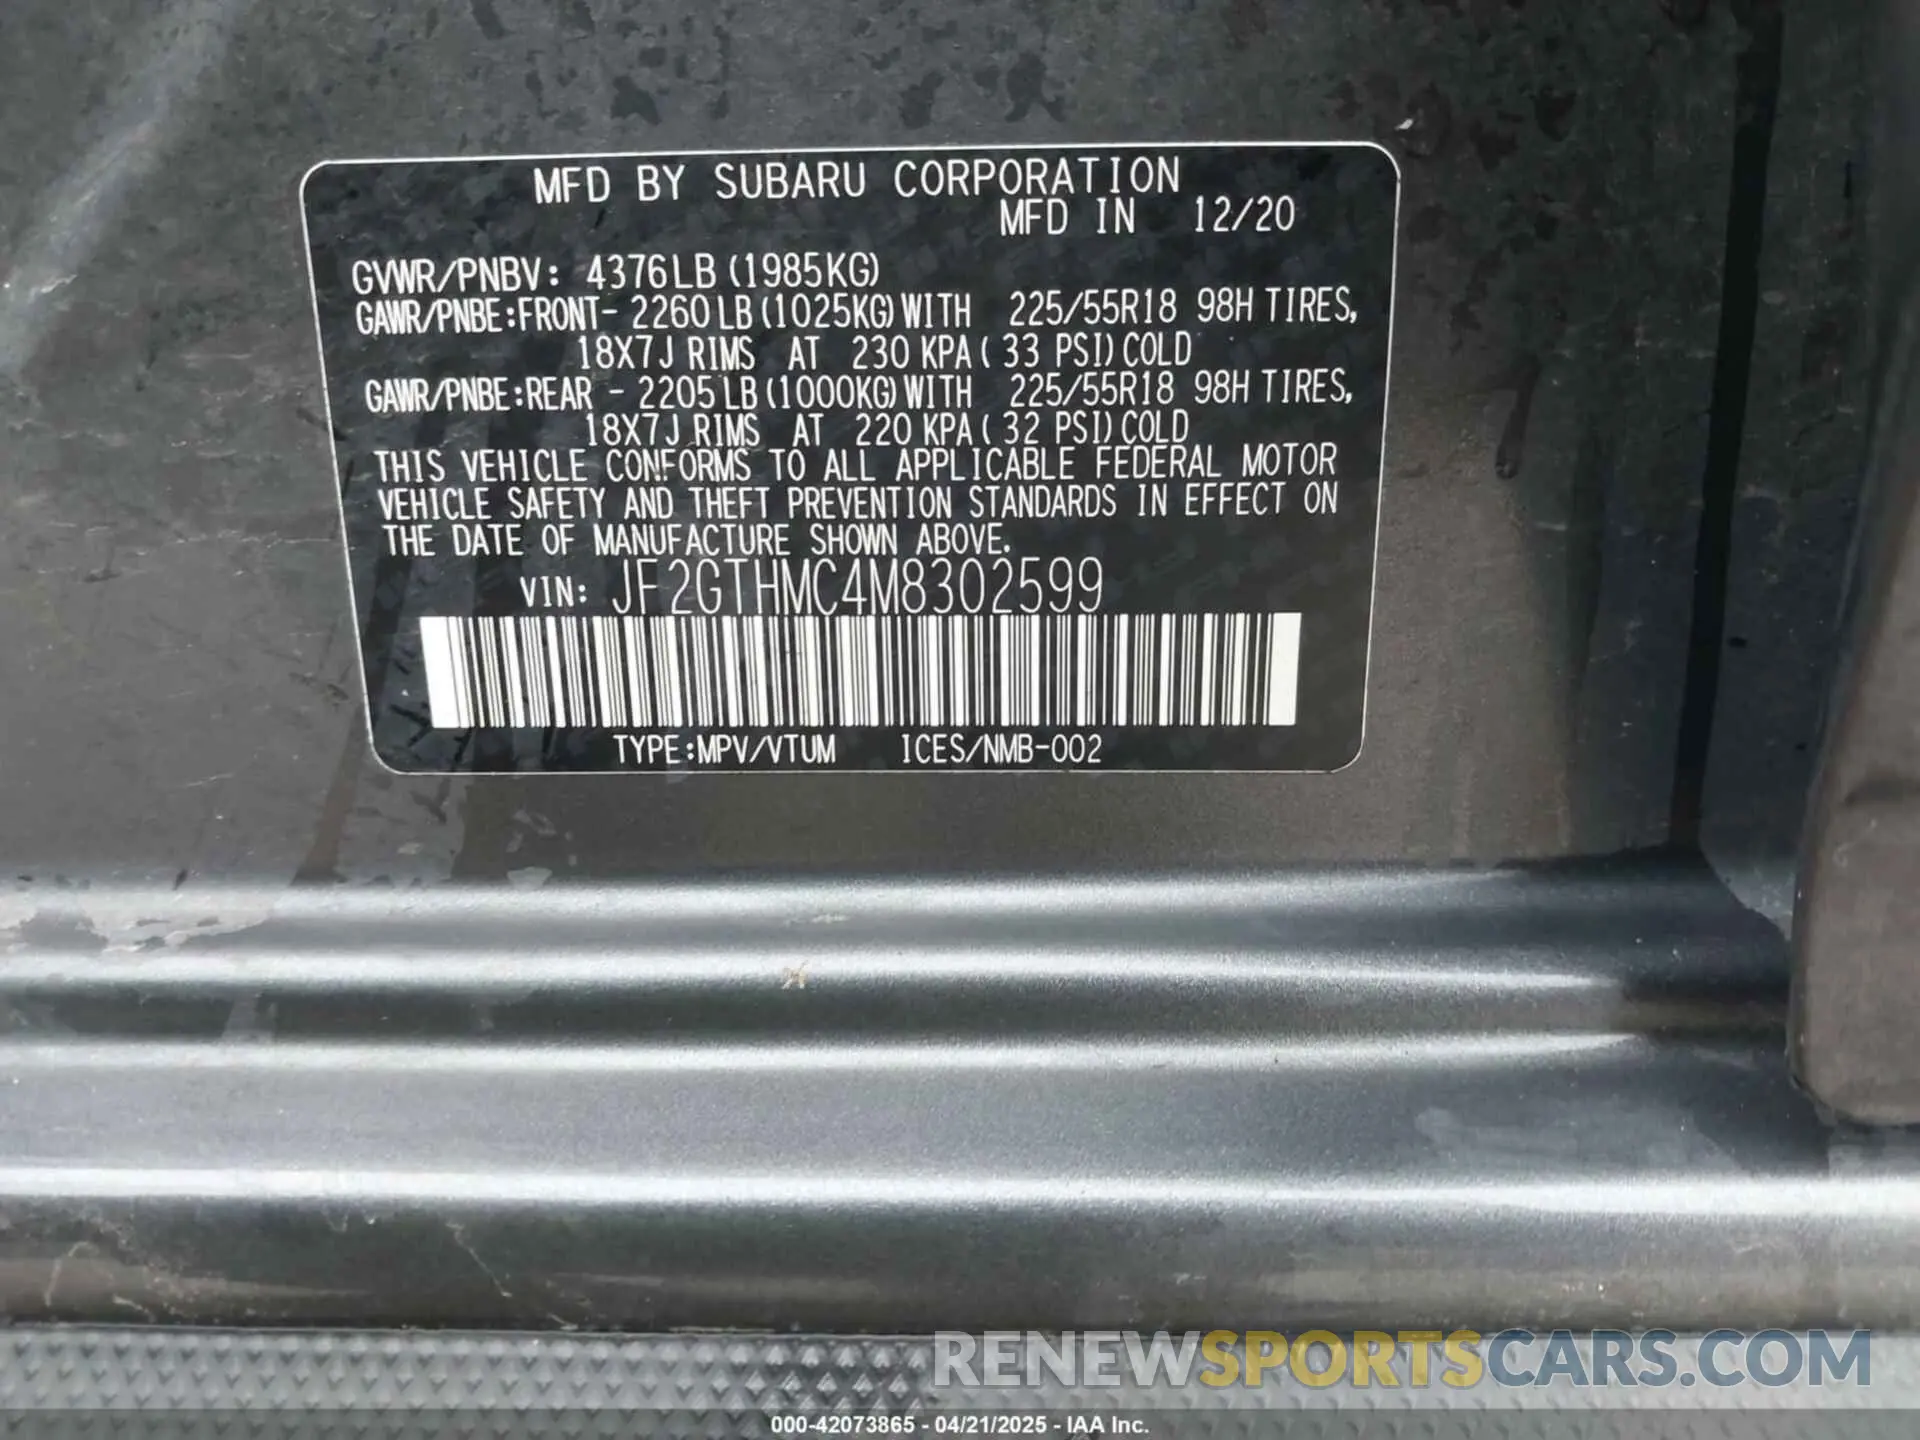 MFD BY SUBARU CORPORATION
MFD IN 12/20
GVWR/PNBV: 4376LB (1985KG)
GAWR/PNBE:FRONT- 2260LB (1025KG) WITH 225/55R18 98H TIRES,
18X7J RIMS AT 230 KPA ( 33 PSI) COLD
GAWR/PNBE:REAR - 2205LB (1000KG) WITH 225/55R18 98H TIRES,
18X7J RIMS AT 220 KPA ( 32 PSI) COLD
THIS VEHICLE CONFORMS TO ALL APPLICABLE FEDERAL MOTOR
VEHICLE SAFETY AND THEFT PREVENTION STANDARDS IN EFFECT ON
THE DATE OF MANUFACTURE SHOWN ABOVE.
VIN: JF2GTHMC4M8302599
TYPE:MPV/VTUM ICES/NMB-002
RENEWSPORTSCARS.COM
000-42073865 - 04/21/2025 - IAA Inc.